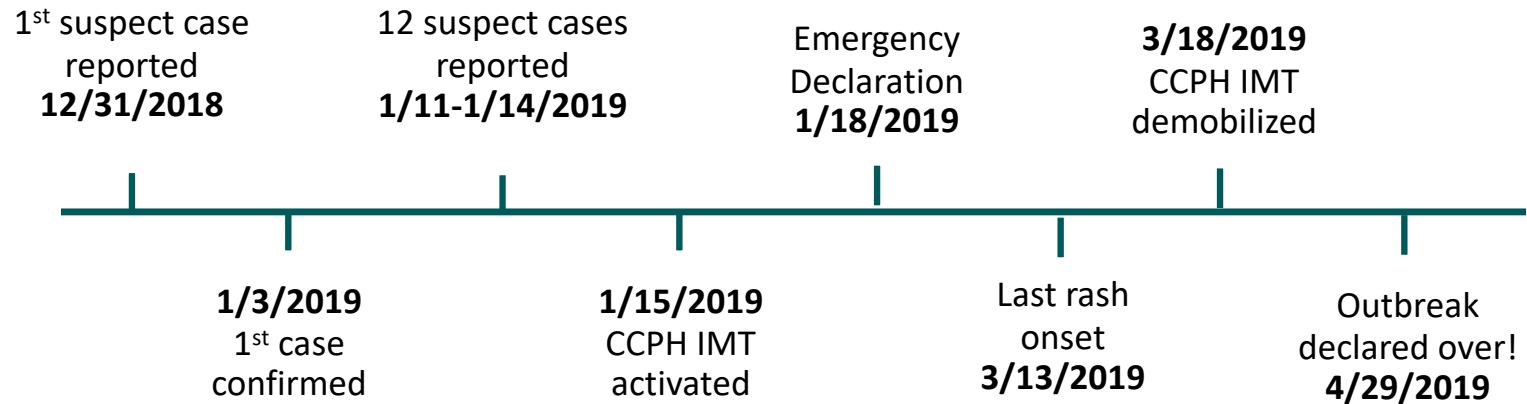 1st suspect case
reported
12/31/2018
12 suspect cases
reported
1/11-1/14/2019
Emergency
Declaration
1/18/2019
3/18/2019
CCPH IMT
demobilized
1/3/2019
1st case
confirmed
1/15/2019
CCPH IMT
activated
Last rash
onset
3/13/2019
Outbreak
declared over!
4/29/2019